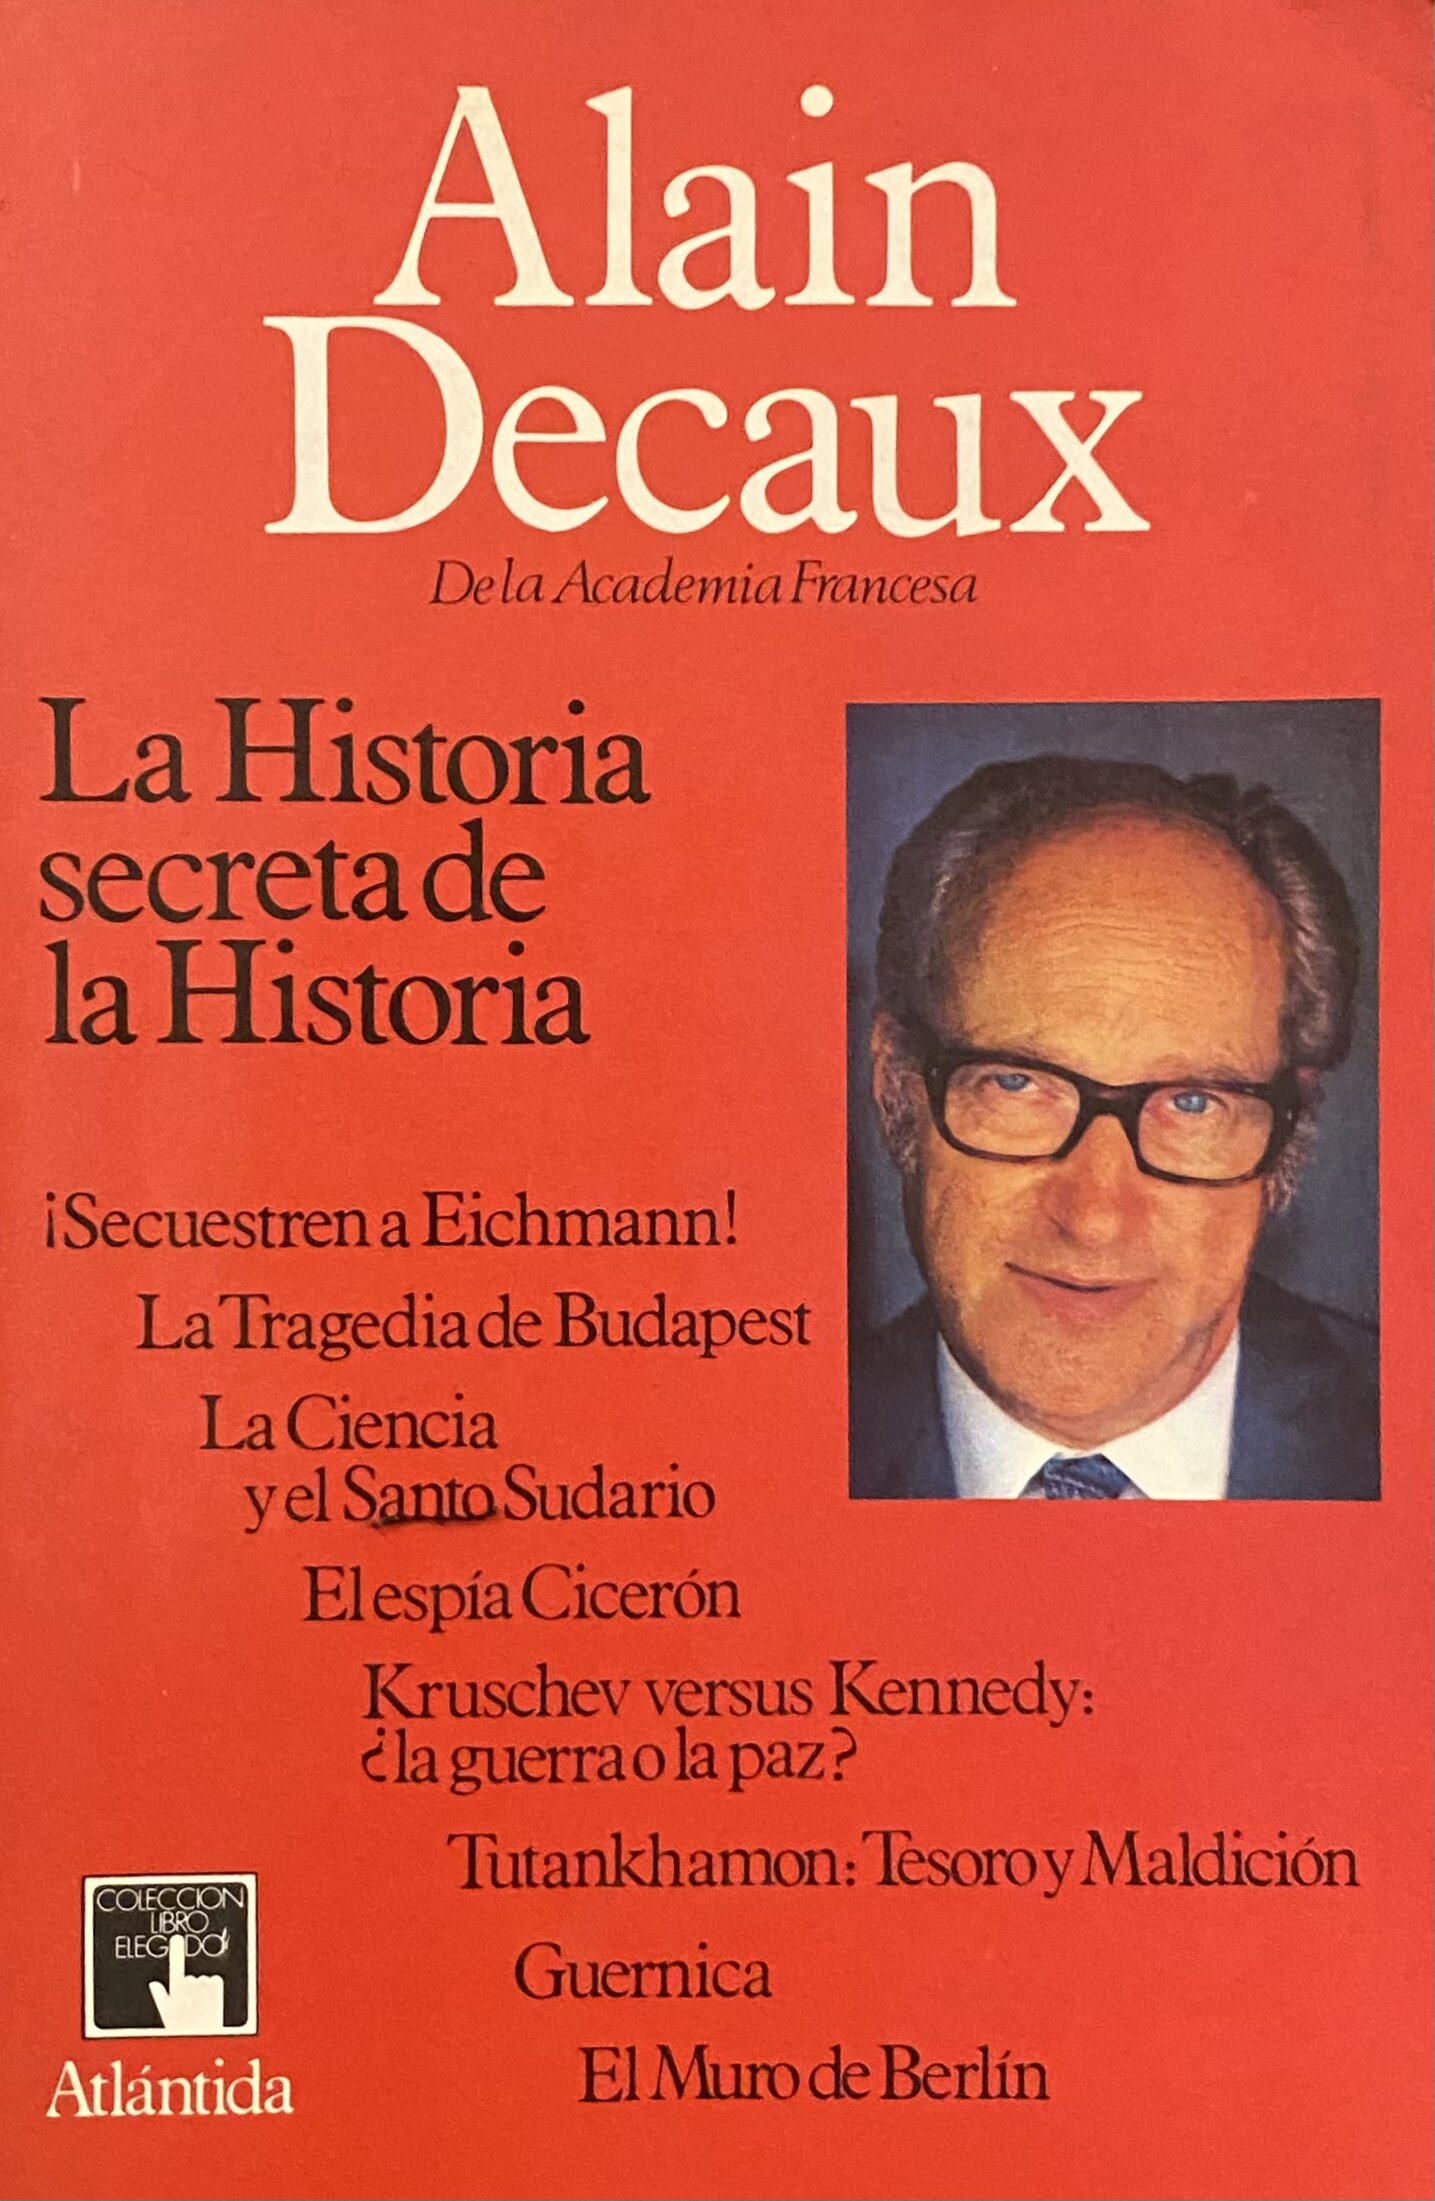 Alain
Decaux
De la Academia Francesa
La Historia
secreta de
la Historia
¡Secuestren a Eichmann!
La Tragedia de Budapest
La Ciencia
y el Santo Sudario
El espía Cicerón
Kruschev versus Kennedy:
¿la guerra o la paz?
Tutankhamon: Tesoro y Maldición
Guernica
El Muro de Berlín
COLECCION
LIBRO
ELEGIDO
Atlántida